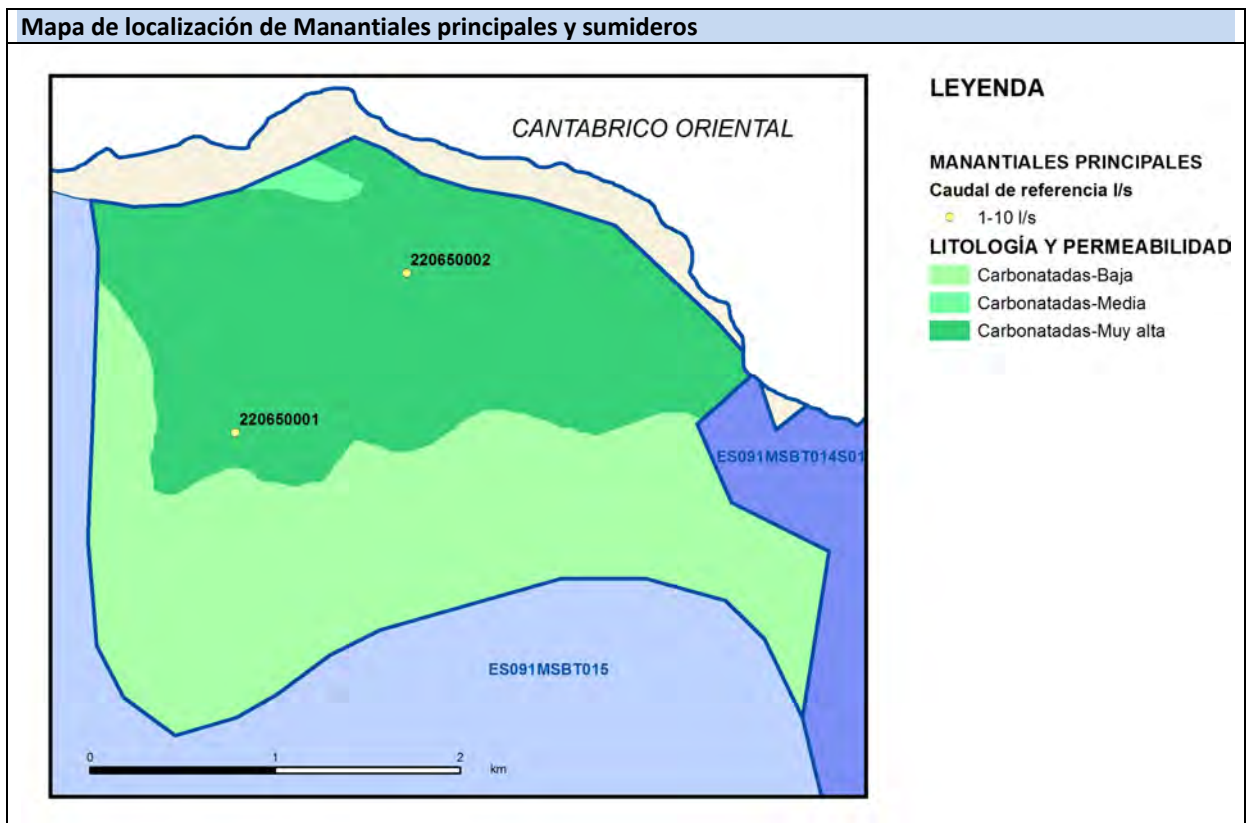 Mapa de localización de Manantiales principales y sumideros
CANTABRICO ORIENTAL
220650002
220650001
ES091MSBT014S01
ES091MSBT015
0 1 2
km
LEYENDA
MANANTIALES PRINCIPALES
Caudal de referencia l/s
1-10 l/s
LITOLOGÍA Y PERMEABILIDAD
Carbonatadas-Baja
Carbonatadas-Media
Carbonatadas-Muy alta